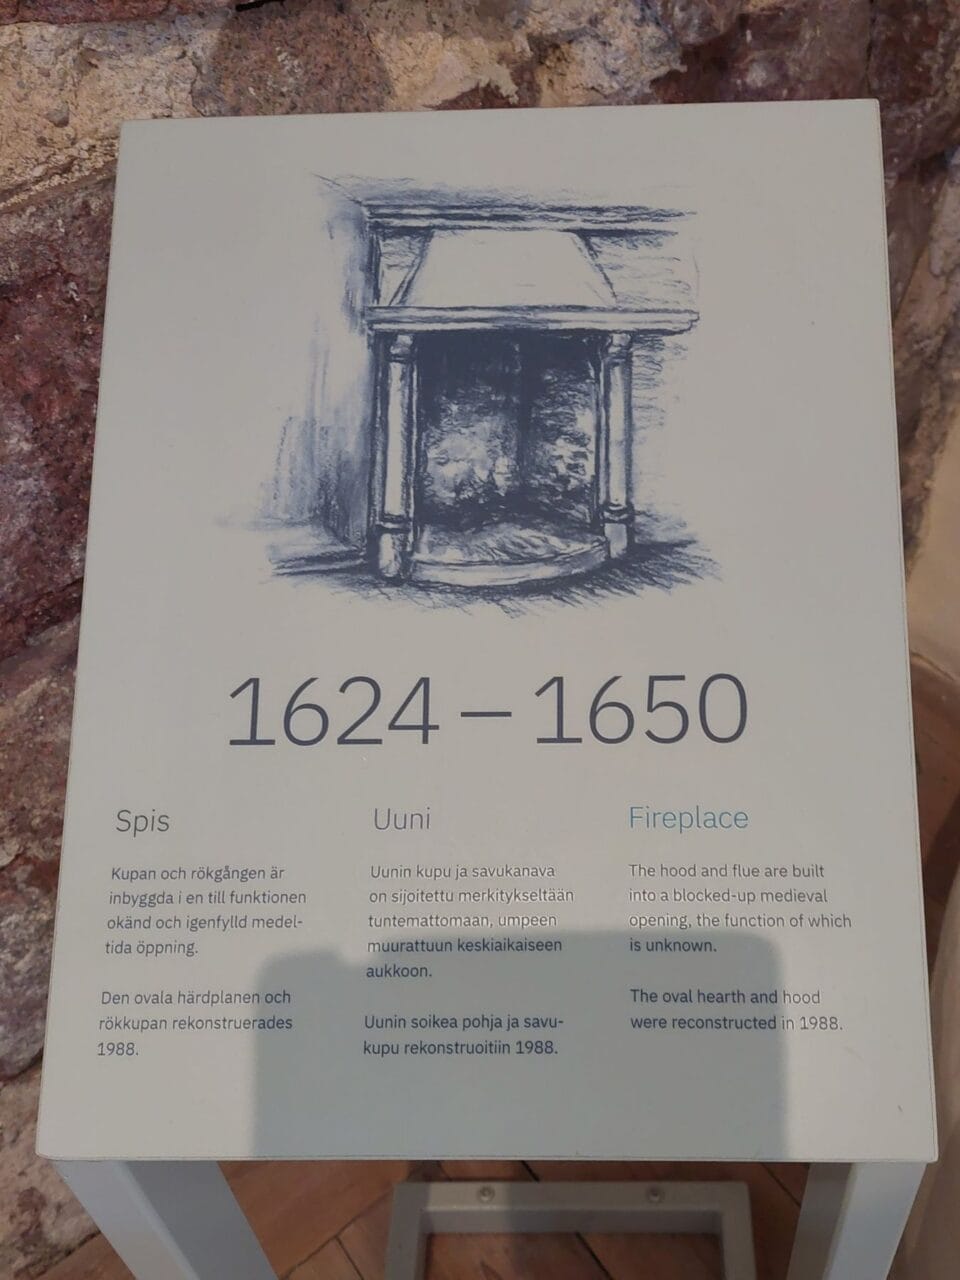 1624 – 1650
Spis
Kupan och rökgången är
inbyggda i en till funktionen
okänd och igenfylld medel-
tida öppning.
Den ovala härdplanen och
rökkupan rekonstruerades
1988.
Uuni
Uunin kupu ja savukanava
on sijoitettu merkitykseltään
tuntemattomaan, umpeen
muurattuun keskiaikaiseen
aukkoon.
Uunin soikea pohja ja savu-
kupu rekonstruoitiin 1988.
Fireplace
The hood and flue are built
into a blocked-up medieval
opening, the function of which
is unknown.
The oval hearth and hood
were reconstructed in 1988.